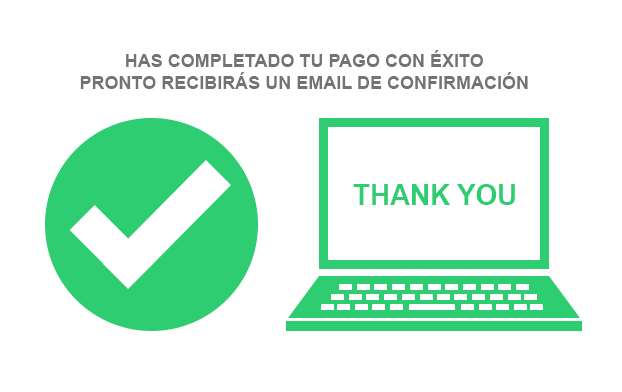 HAS COMPLETADO TU PAGO CON ÉXITO
PRONTO RECIBIRÁS UN EMAIL DE CONFIRMACIÓN
THANK YOU